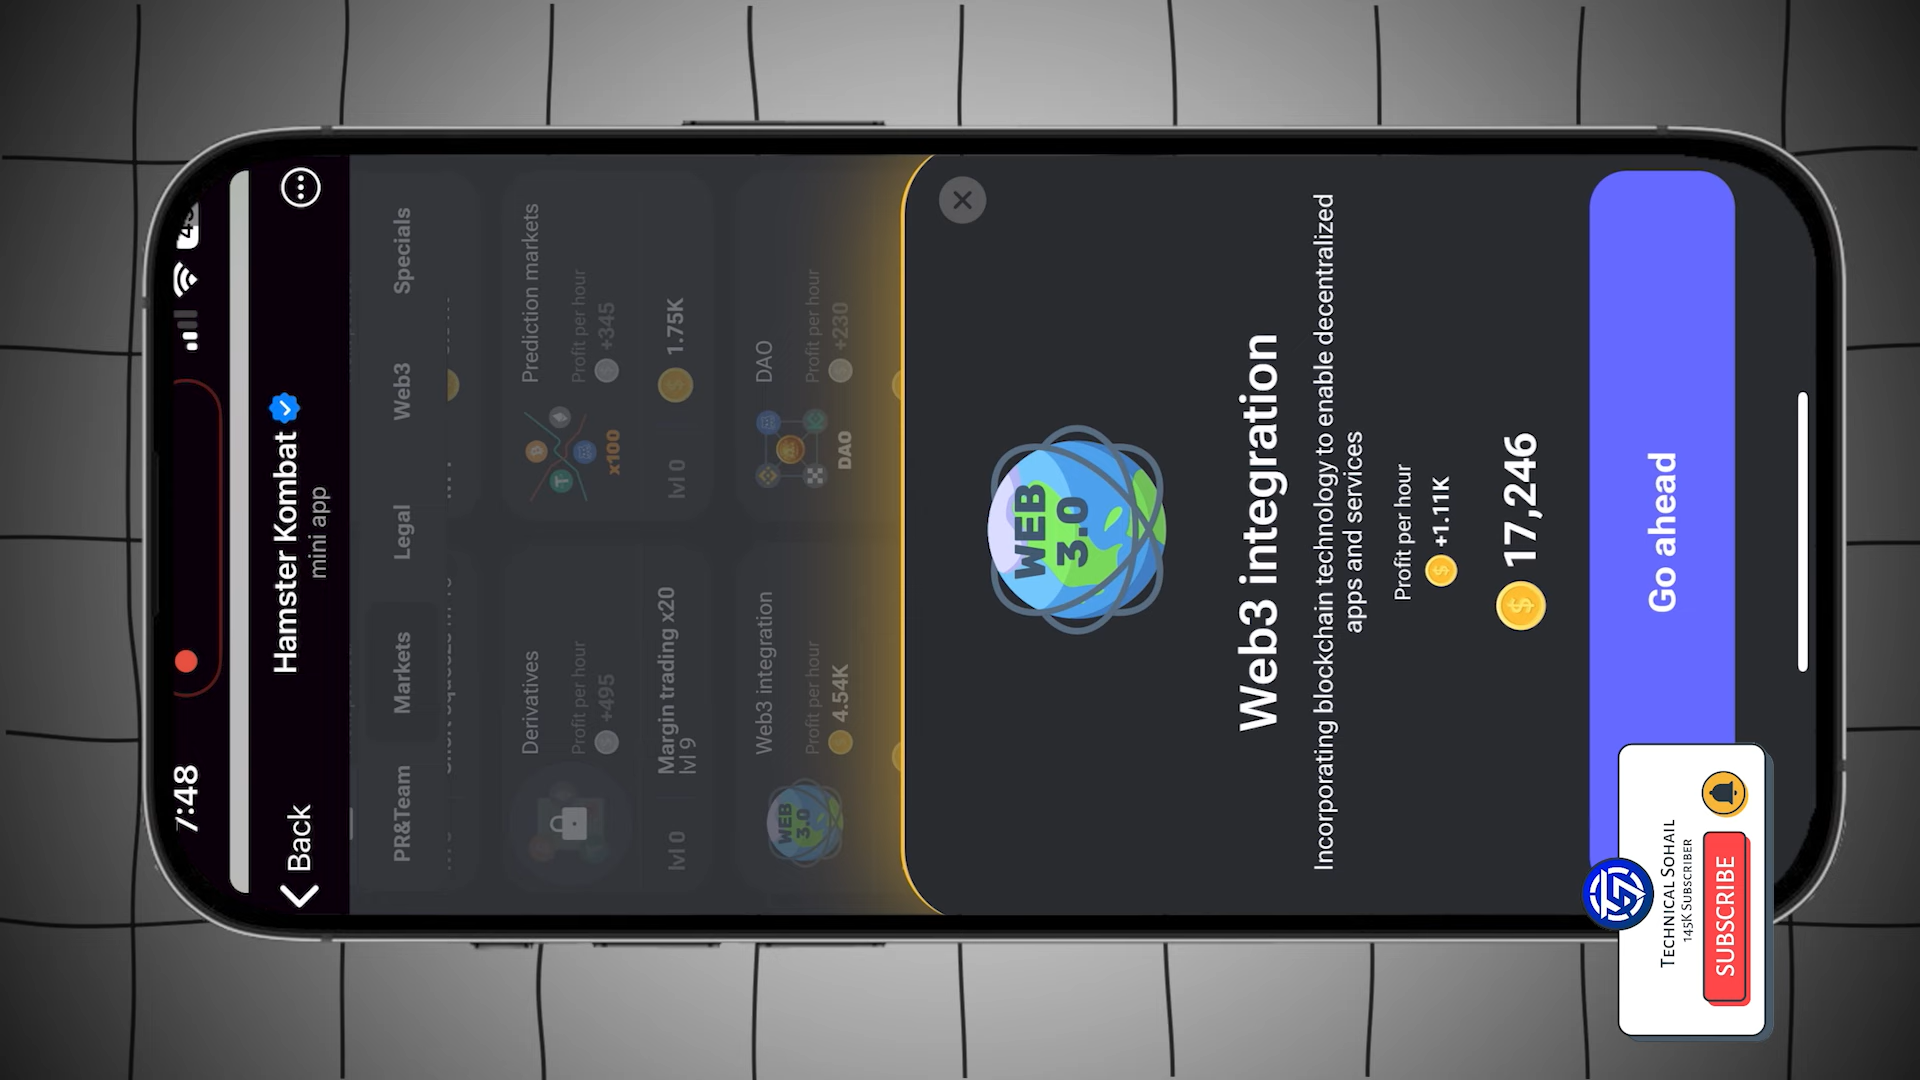 7:48
Back
Hamster Kombat
mini app
PR&Team
Markets
Legal
Web3
Specials
Derivatives
Profit per hour
+495
lvl 0
Margin trading x20
lvl 9
Prediction markets
Profit per hour
+345
x100
lvl 0
1.75K
Web3 integration
Profit per hour
4.54K
WEB
3.0
DAO
Profit per hour
+230
DAO
WEB
3.0
Web3 integration
Incorporating blockchain technology to enable decentralized
apps and services
Profit per hour
+1.11K
17,246
Go ahead
TECHNICAL SOHAIL
145K SUBSCRIBER
SUBSCRIBE